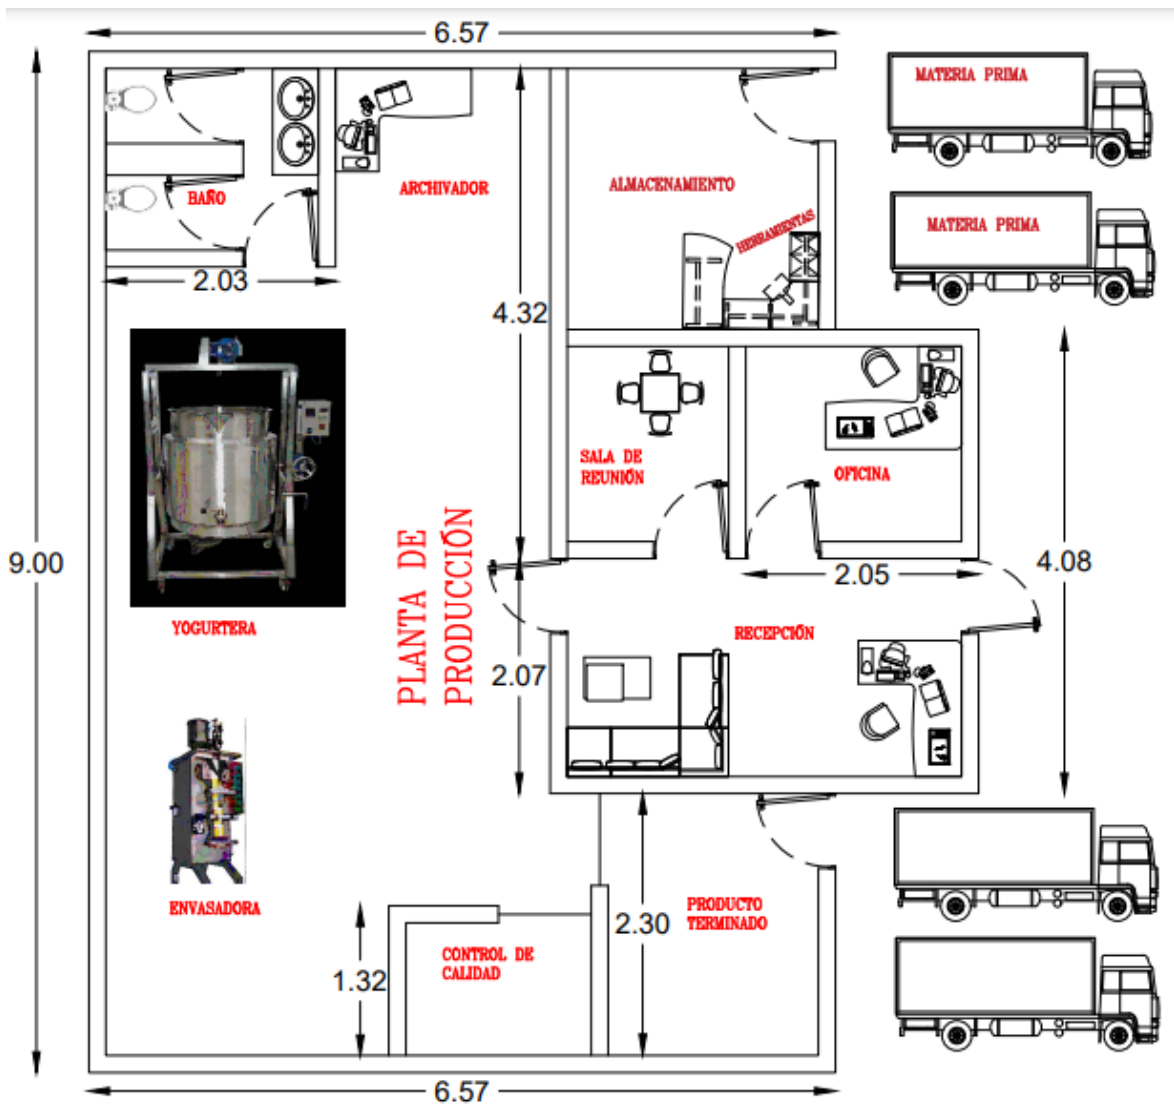 6.57
MATERIA PRIMA
BAÑO
ARCHIVADOR
ALMACENAMIENTO
HERRAMIENTAS
MATERIA PRIMA
2.03
4.32
SALA DE
REUNIÓN
OFICINA
9.00
PLANTA DE
PRODUCCIÓN
2.05
4.08
YOGURTERA
RECEPCIÓN
2.07
ENVASADORA
PRODUCTO
TERMINADO
2.30
CONTROL DE
CALIDAD
1.32
6.57